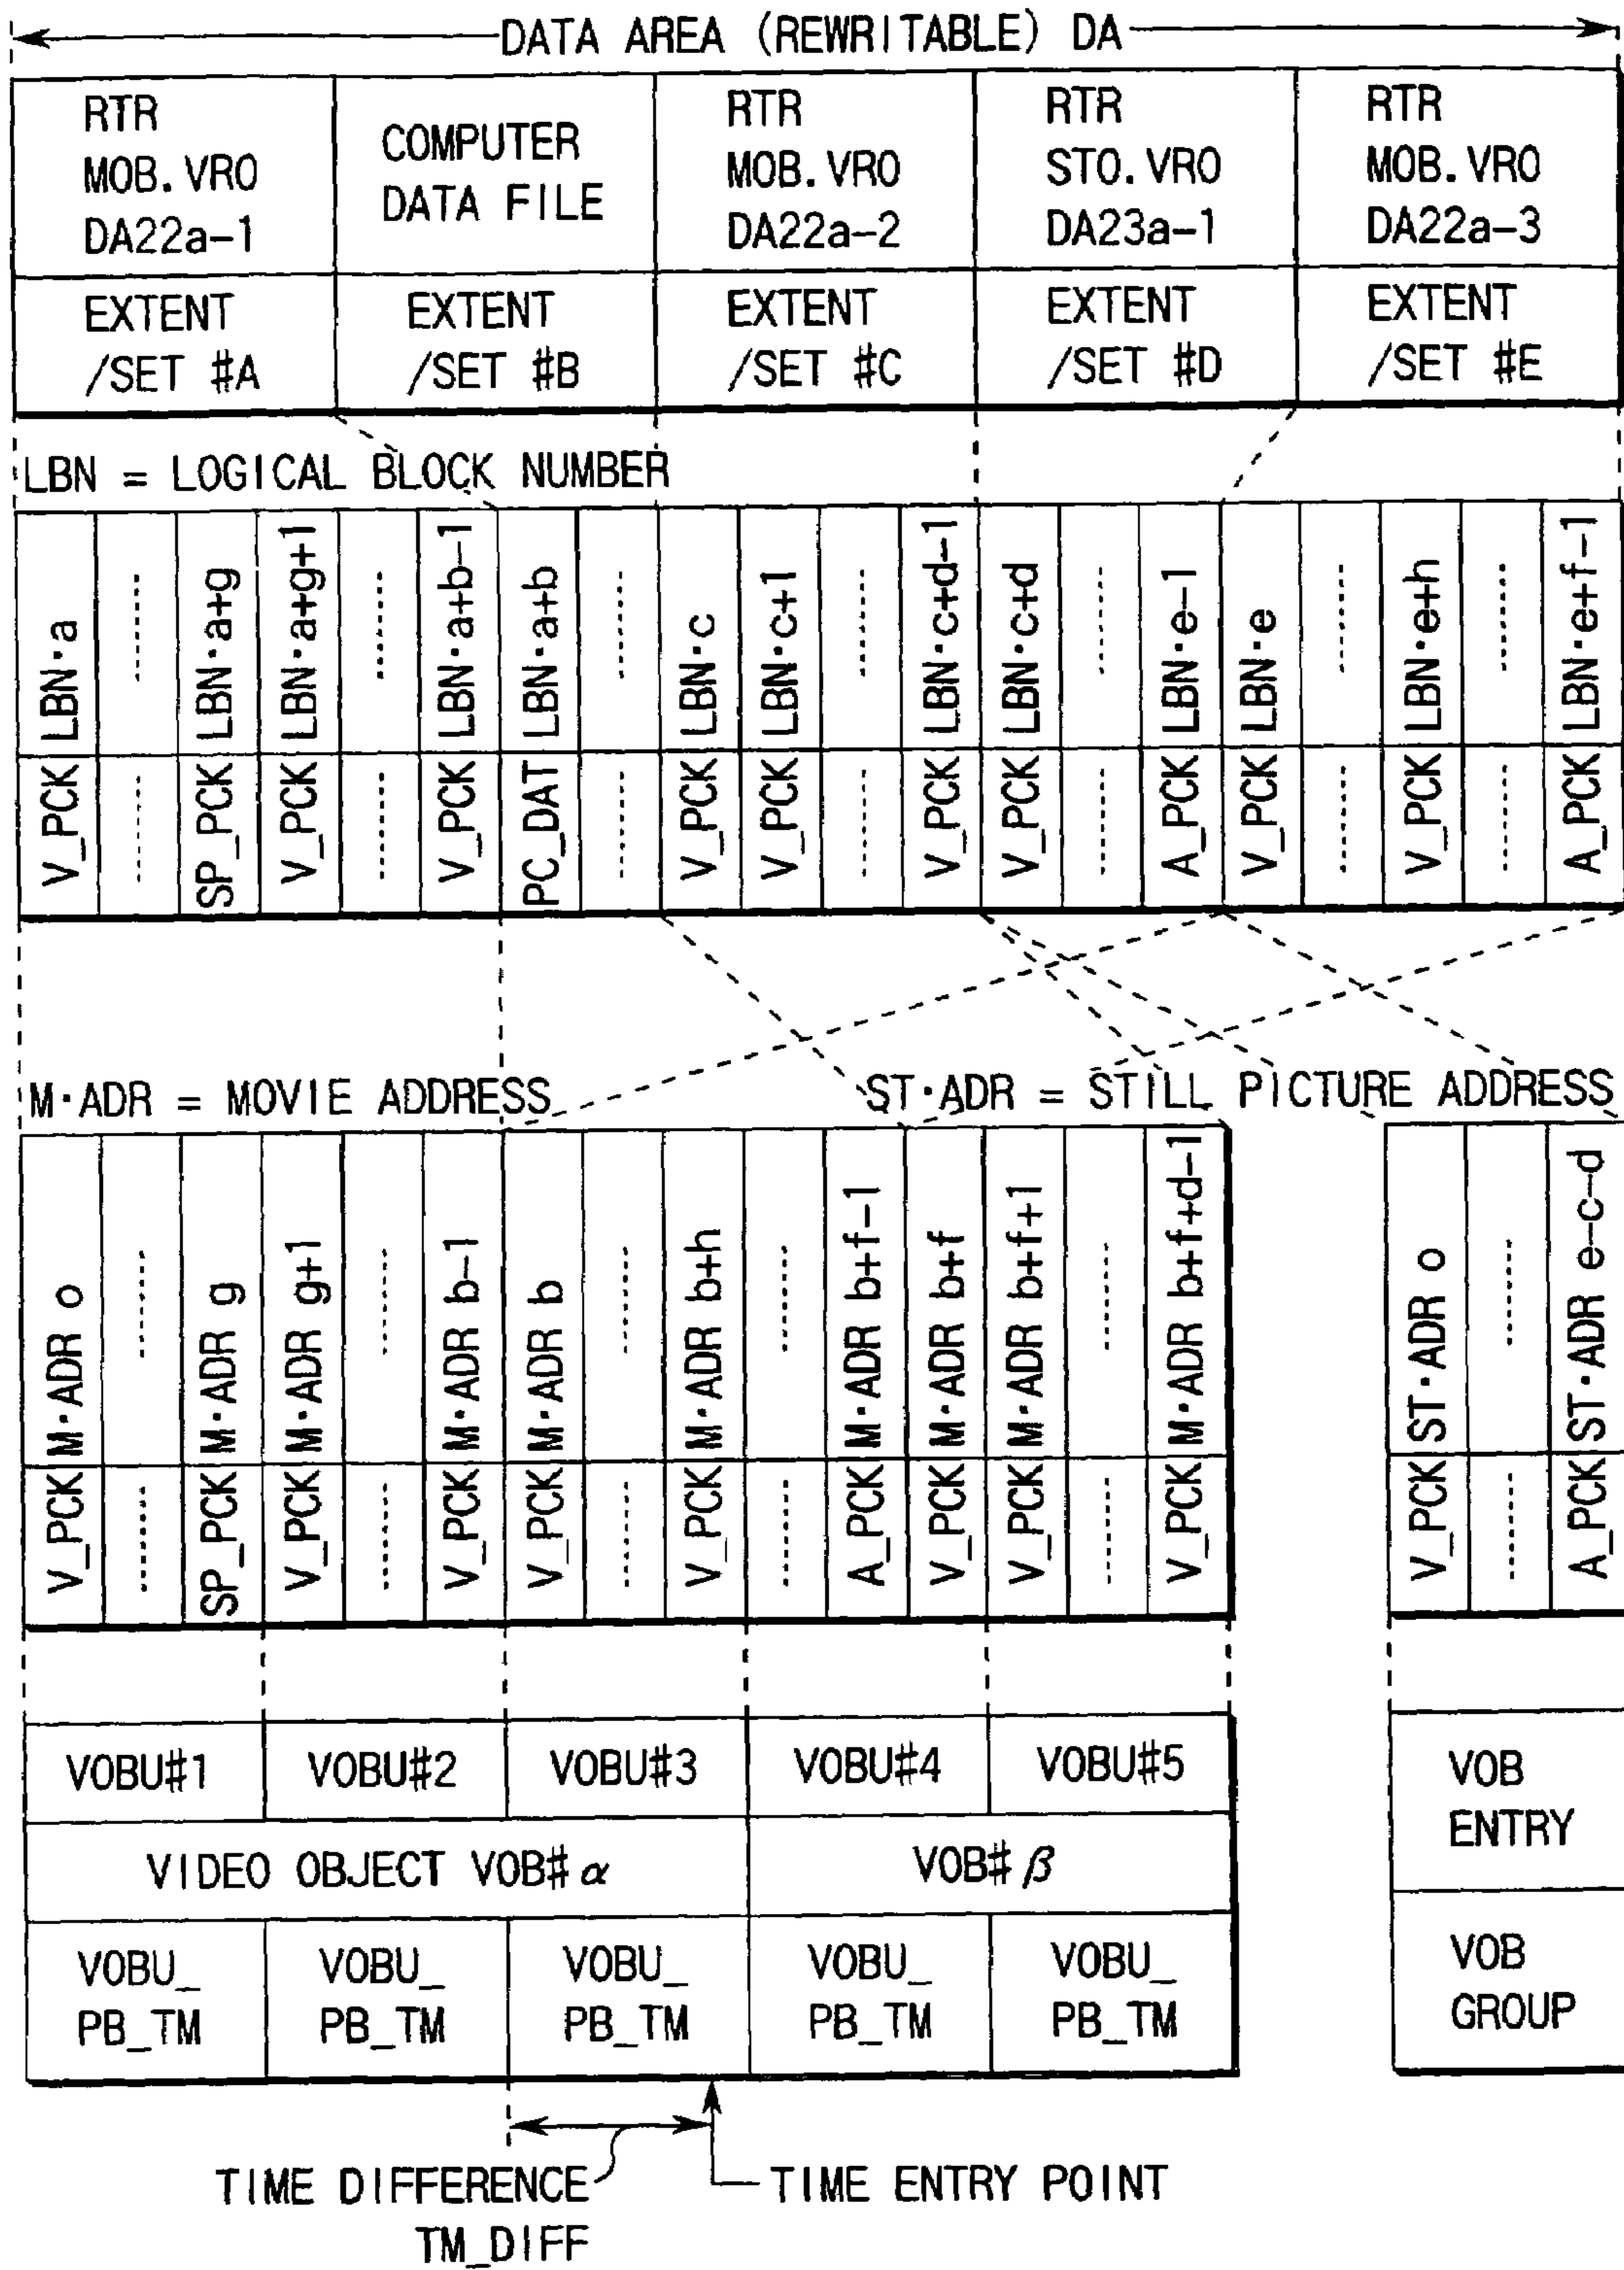 DATA AREA (REWRITABLE) DA
RTR
MOB.VRO
DA22a-1
COMPUTER
DATA FILE
RTR
MOB.VRO
DA22a-2
RTR
STO.VRO
DA23a-1
RTR
MOB.VRO
DA22a-3
EXTENT
/SET #A
EXTENT
/SET #B
EXTENT
/SET #C
EXTENT
/SET #D
EXTENT
/SET #E
LBN = LOGICAL BLOCK NUMBER
LBN·a
LBN·a+g
LBN·a+g+1
LBN·a+b-1
LBN·a+b
LBN·c
LBN·c+1
LBN·c+d-1
LBN·c+d
LBN·e-1
LBN·e
LBN·e+h
LBN·e+f-1
V_PCK
SP_PCK
V_PCK
V_PCK
PC_DAT
V_PCK
V_PCK
V_PCK
V_PCK
A_PCK
V_PCK
V_PCK
A_PCK
M·ADR = MOVIE ADDRESS
ST·ADR = STILL PICTURE ADDRESS
M·ADR o
M·ADR g
M·ADR g+1
M·ADR b-1
M·ADR b
M·ADR b+h
M·ADR b+f-1
M·ADR b+f
M·ADR b+f+1
M·ADR b+f+d-1
ST·ADR o
ST·ADR e-c-d
V_PCK
SP_PCK
V_PCK
V_PCK
V_PCK
V_PCK
A_PCK
V_PCK
V_PCK
V_PCK
V_PCK
A_PCK
VOBU#1
VOBU#2
VOBU#3
VOBU#4
VOBU#5
VOB
ENTRY
VIDEO OBJECT VOB# α
VOB# β
VOBU_
PB_TM
VOBU_
PB_TM
VOBU_
PB_TM
VOBU_
PB_TM
VOBU_
PB_TM
VOB
GROUP
TIME DIFFERENCE
TM_DIFF
TIME ENTRY POINT